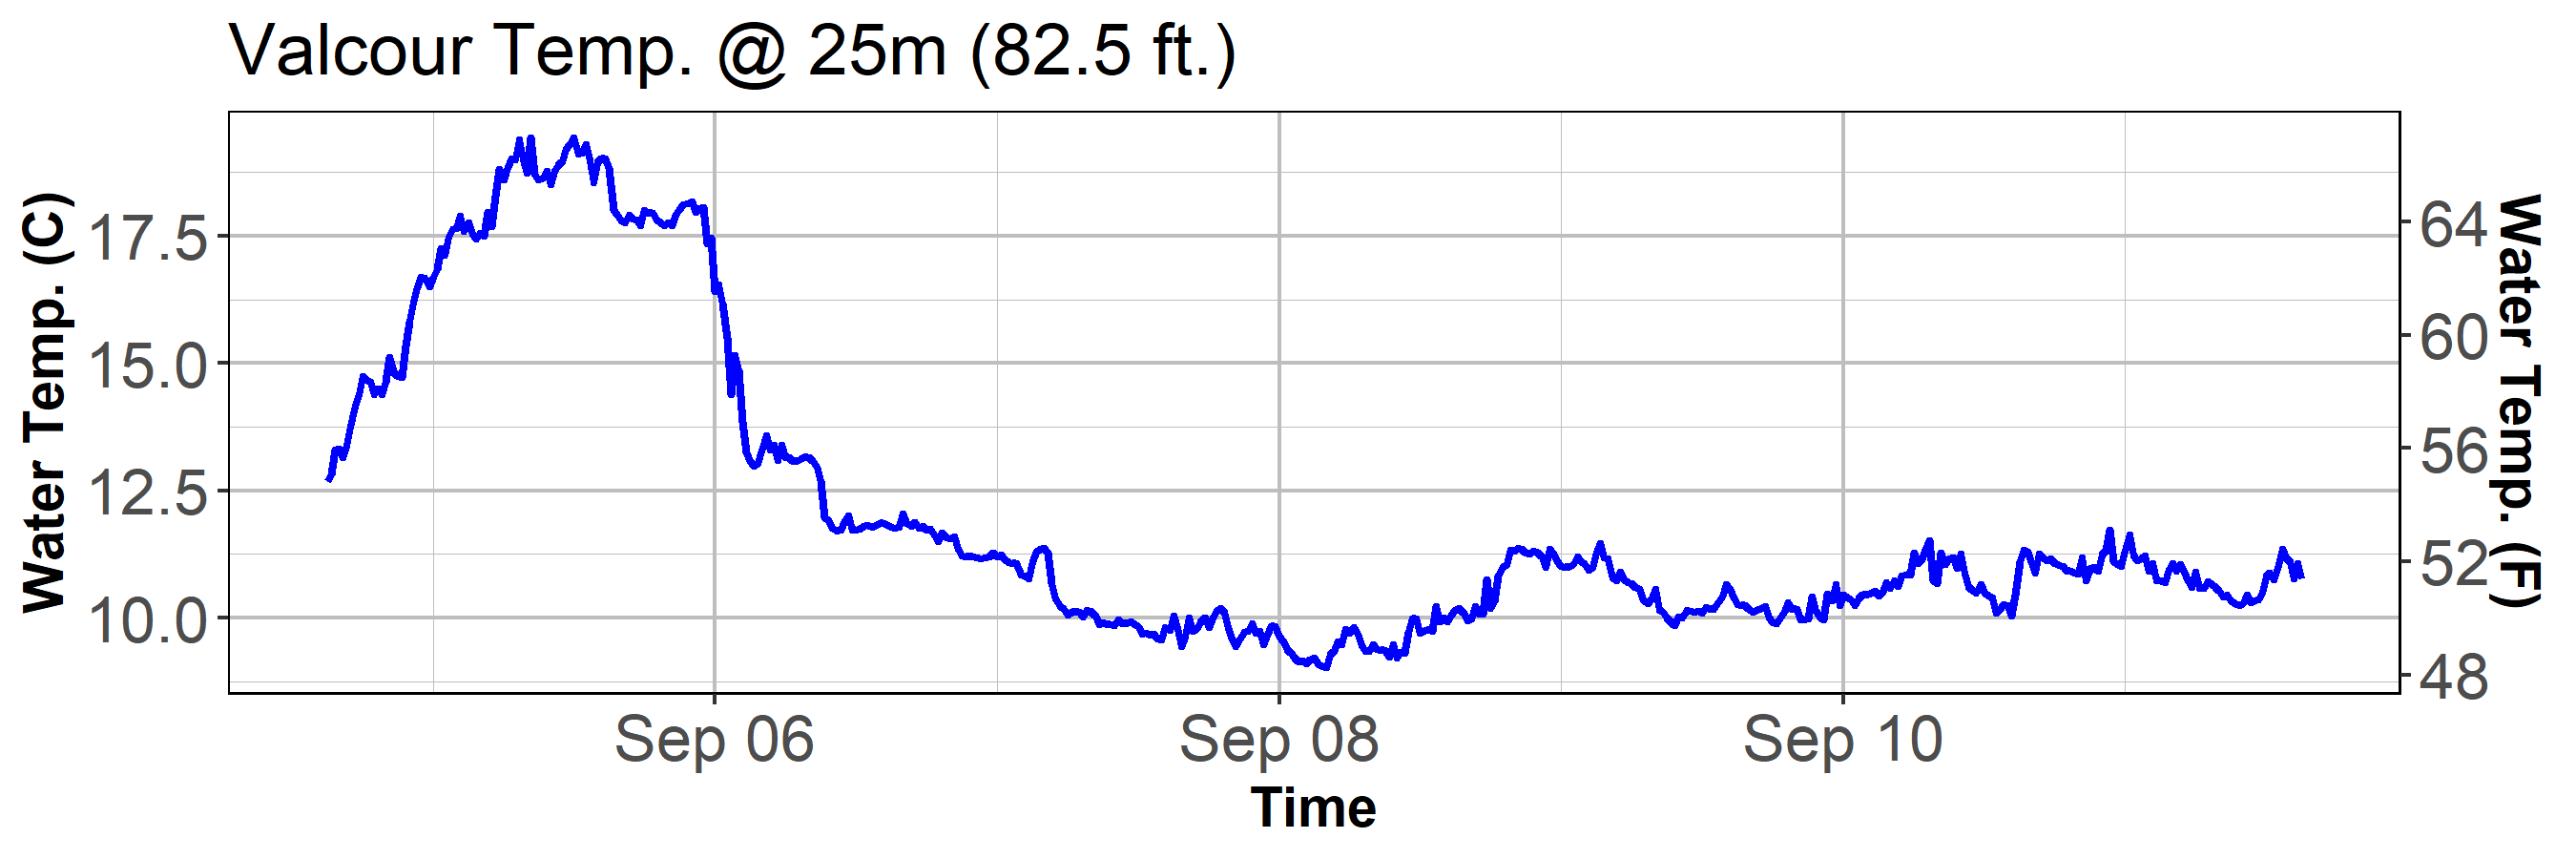 Valcour Temp. @ 25m (82.5 ft.)
Water Temp. (C)
17.5
15.0
12.5
10.0
64
60
56
52
48
Water Temp. (F)
Sep 06
Sep 08
Sep 10
Time